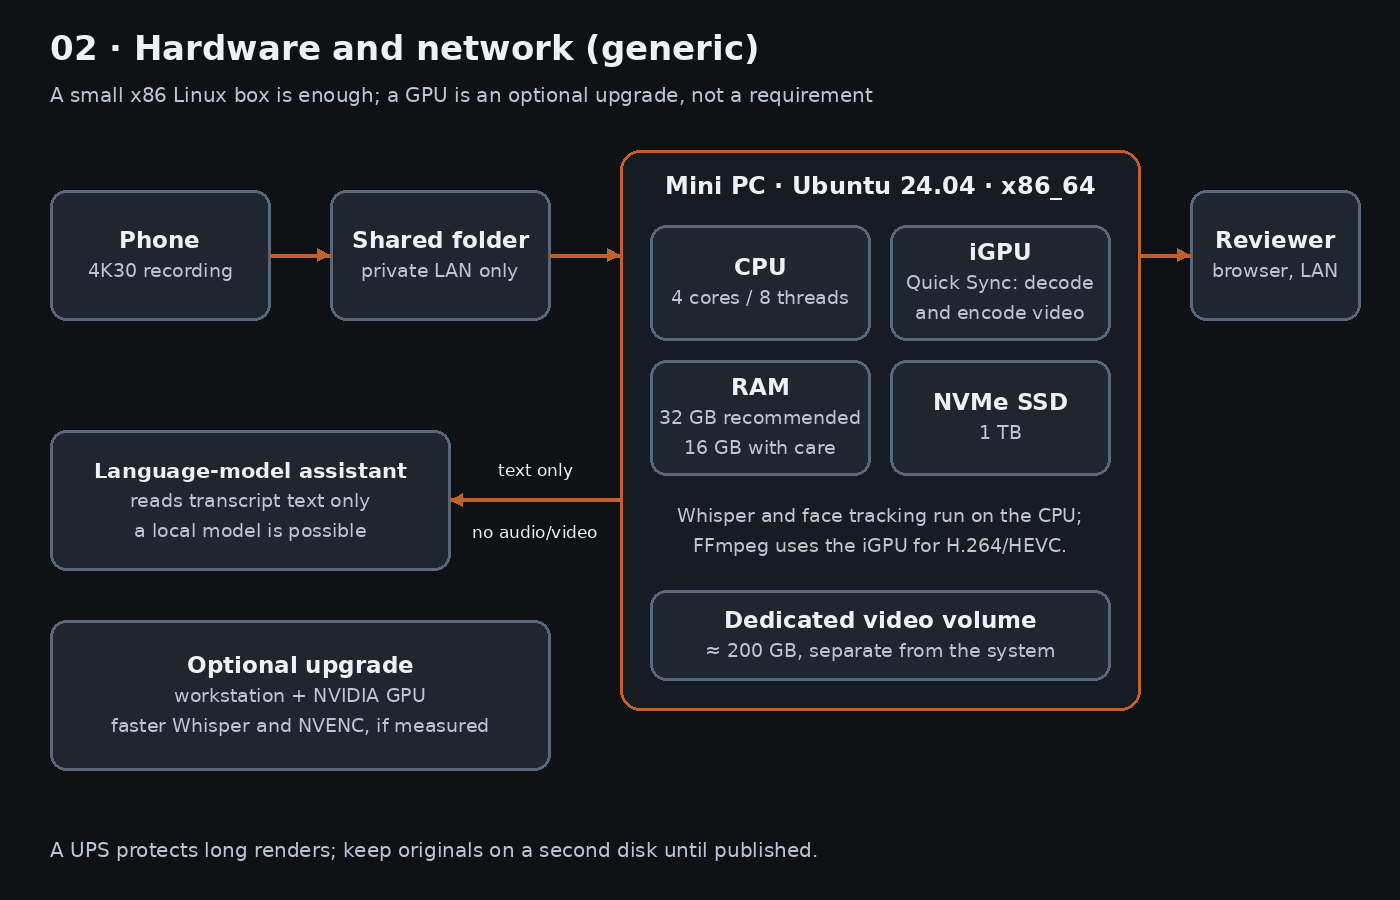 02 · Hardware and network (generic)
A small x86 Linux box is enough; a GPU is an optional upgrade, not a requirement
Phone
4K30 recording
Shared folder
private LAN only
Mini PC · Ubuntu 24.04 · x86_64
CPU
4 cores / 8 threads
iGPU
Quick Sync: decode
and encode video
RAM
32 GB recommended
16 GB with care
NVMe SSD
1 TB
Whisper and face tracking run on the CPU;
FFmpeg uses the iGPU for H.264/HEVC.
Dedicated video volume
≈ 200 GB, separate from the system
Reviewer
browser, LAN
Language-model assistant
reads transcript text only
a local model is possible
text only
no audio/video
Optional upgrade
workstation + NVIDIA GPU
faster Whisper and NVENC, if measured
A UPS protects long renders; keep originals on a second disk until published.